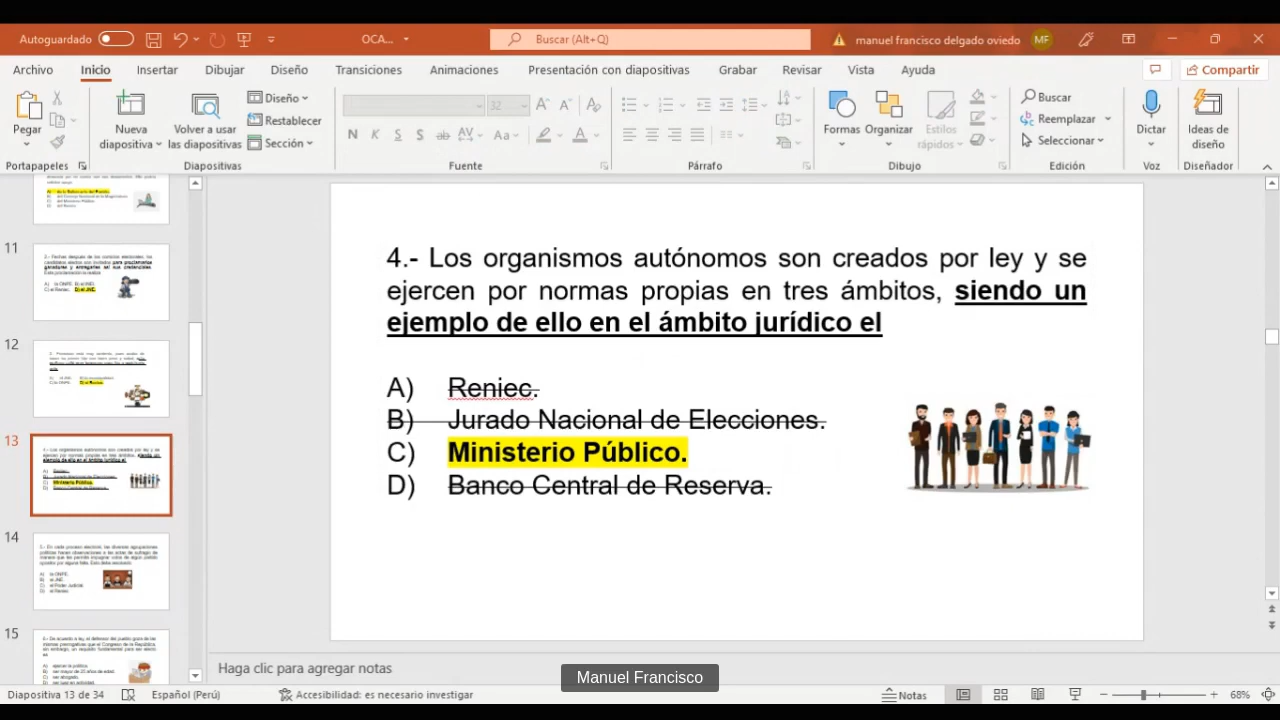 Autoguardado
OCA...
Buscar (Alt+Q)
manuel francisco delgado oviedo
MF
Archivo Inicio Insertar Dibujar Diseño Transiciones Animaciones Presentación con diapositivas Grabar Revisar Vista Ayuda
Compartir
Pegar
Nueva diapositiva
Volver a usar las diapositivas
Diseño
Restablecer
Sección
32
N K S S ab AV Aa
Formas
Organizar
Estilos rápidos
Buscar
Reemplazar
Seleccionar
Dictar
Ideas de diseño
Portapapeles Diapositivas Fuente Párrafo Dibujo Edición Voz Diseñador
11
12
13
14
15
4.- Los organismos autónomos son creados por ley y se
ejercen por normas propias en tres ámbitos, siendo un
ejemplo de ello en el ámbito jurídico el
A) Reniec.
B) Jurado Nacional de Elecciones.
C) Ministerio Público.
D) Banco Central de Reserva.
Haga clic para agregar notas
Manuel Francisco
Diapositiva 13 de 34
Español (Perú)
Accesibilidad: es necesario investigar
Notas
68%